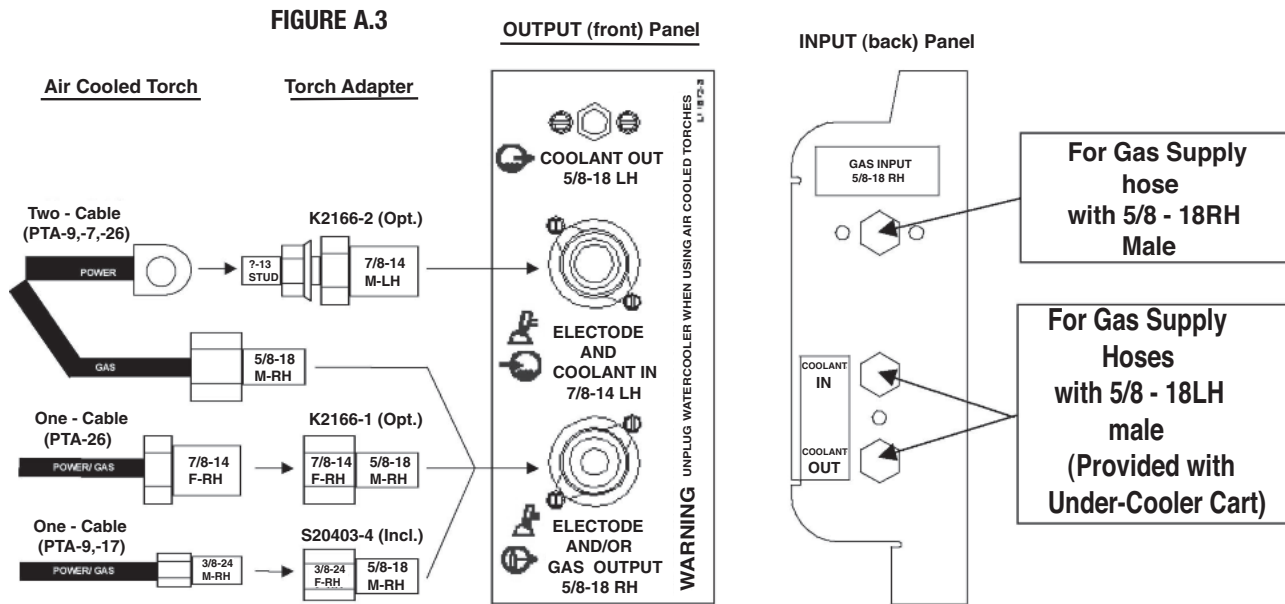 FIGURE A.3
OUTPUT (front) Panel
INPUT (back) Panel
Air Cooled Torch
Torch Adapter
Two - Cable
(PTA-9,-7,-26)
POWER
GAS
K2166-2 (Opt.)
?-13
STUD
7/8-14
M-LH
5/8-18
M-RH
One - Cable
(PTA-26)
POWER/ GAS
7/8-14
F-RH
K2166-1 (Opt.)
7/8-14
F-RH
5/8-18
M-RH
One - Cable
(PTA-9,-17)
POWER/ GAS
3/8-24
M-RH
S20403-4 (Incl.)
3/8-24
F-RH
5/8-18
M-RH
COOLANT OUT
5/8-18 LH
ELECTODE
AND
COOLANT IN
7/8-14 LH
ELECTODE
AND/OR
GAS OUTPUT
5/8-18 RH
WARNING UNPLUG WATERCOOLER WHEN USING AIR COOLED TORCHES
GAS INPUT
5/8-18 RH
COOLANT
IN
COOLANT
OUT
For Gas Supply
hose
with 5/8 - 18RH
Male
For Gas Supply
Hoses
with 5/8 - 18LH
male
(Provided with
Under-Cooler Cart)